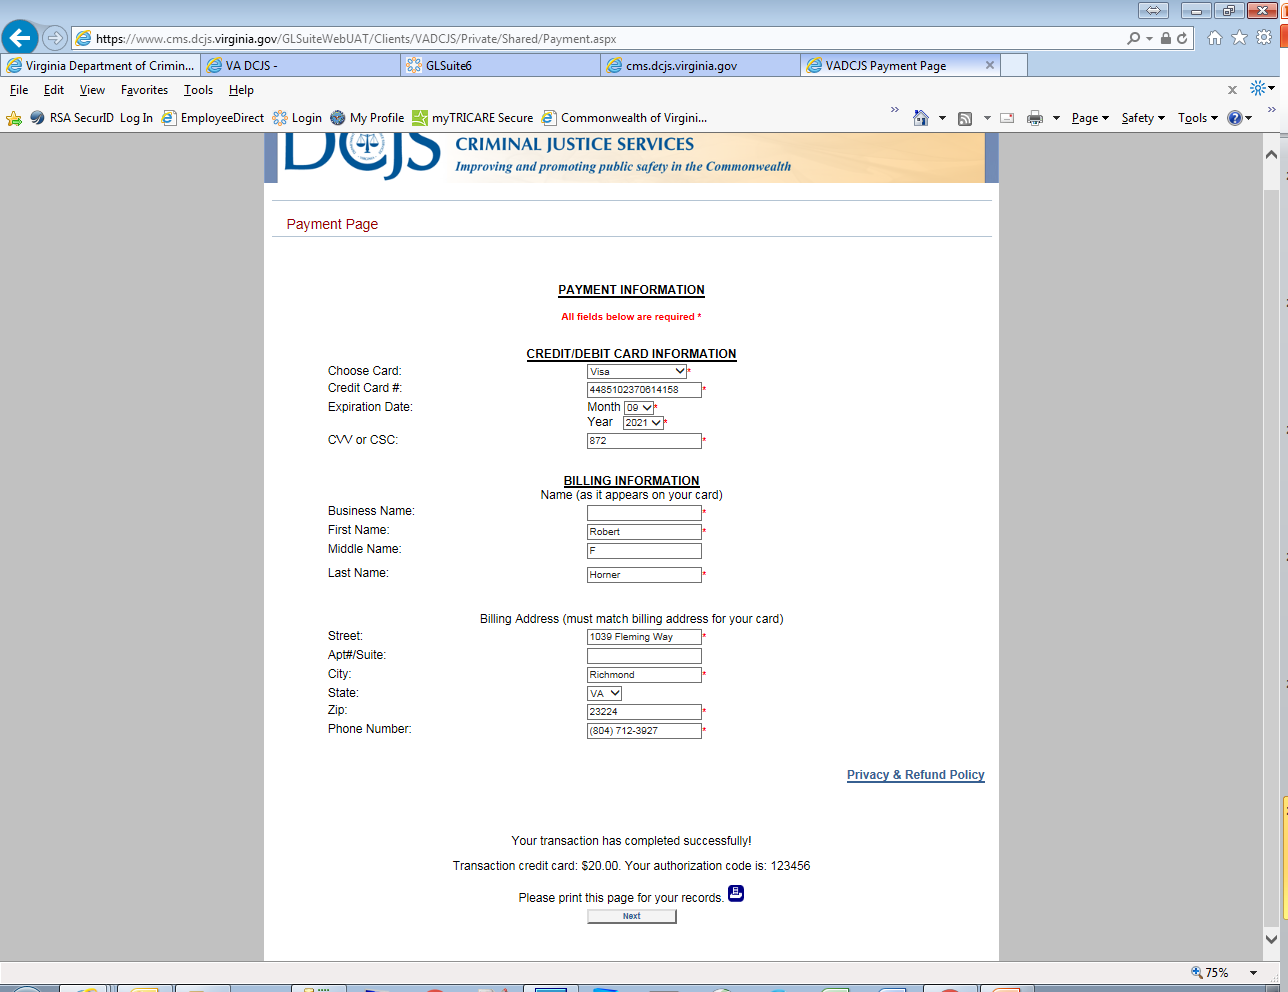 https://www.cms.dcjs.virginia.gov/GLSuiteWebUAT/Clients/VADCJS/Private/Shared/Payment.aspx
Virginia Department of Crimin... VA DCJS - GLSuite6 cms.dcjs.virginia.gov VADCJS Payment Page
File Edit View Favorites Tools Help
RSA SecurID Log In EmployeeDirect Login My Profile myTRICARE Secure Commonwealth of Virgini... Page Safety Tools
DCJS CRIMINAL JUSTICE SERVICES
Improving and promoting public safety in the Commonwealth
Payment Page
PAYMENT INFORMATION
All fields below are required *
CREDIT/DEBIT CARD INFORMATION
Choose Card: Visa *
Credit Card #: 4485102370614158 *
Expiration Date: Month 09 *
Year 2021 *
CVV or CSC: 872 *
BILLING INFORMATION
Name (as it appears on your card)
Business Name: *
First Name: Robert *
Middle Name: F
Last Name: Horner *
Billing Address (must match billing address for your card)
Street: 1039 Fleming Way *
Apt#/Suite:
City: Richmond *
State: VA
Zip: 23224 *
Phone Number: (804) 712-3927 *
Privacy & Refund Policy
Your transaction has completed successfully!
Transaction credit card: $20.00. Your authorization code is: 123456
Please print this page for your records.
Next
75%